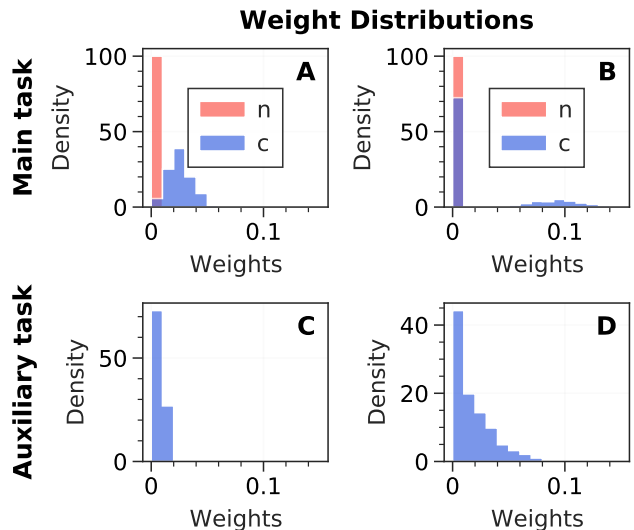 Weight Distributions
Main task
Density
100
50
0
A
n
c
0
0.1
Weights
Density
100
50
0
B
n
c
0
0.1
Weights
Auxiliary task
Density
50
0
C
0
0.1
Weights
Density
40
20
0
D
0
0.1
Weights